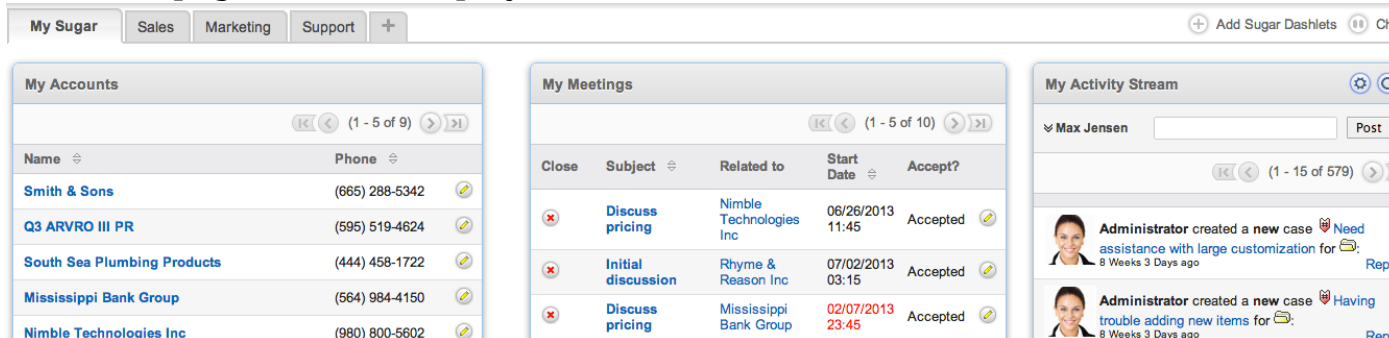 My Sugar Sales Marketing Support
Add Sugar Dashlets
My Accounts
(1 - 5 of 9)
Name Phone
Smith & Sons (665) 288-5342
Q3 ARVRO III PR (595) 519-4624
South Sea Plumbing Products (444) 458-1722
Mississippi Bank Group (564) 984-4150
Nimble Technologies Inc (980) 800-5602
My Meetings
(1 - 5 of 10)
Close Subject Related to Start Date Accept?
Discuss pricing Nimble Technologies Inc 06/26/2013 11:45 Accepted
Initial discussion Rhyme & Reason Inc 07/02/2013 03:15 Accepted
Discuss pricing Mississippi Bank Group 02/07/2013 23:45 Accepted
My Activity Stream
Max Jensen Post
(1 - 15 of 579)
Administrator created a new case Need
assistance with large customization for :
8 Weeks 3 Days ago
Administrator created a new case Having
trouble adding new items for :
8 Weeks 3 Days ago